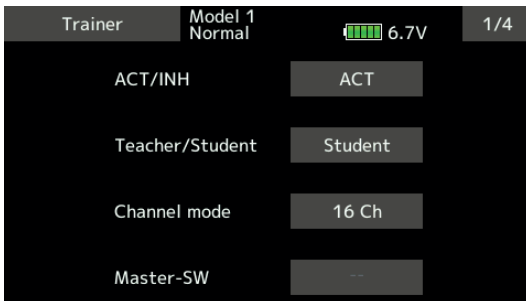 Trainer
Model 1
Normal
6.7V
1/4
ACT/INH ACT
Teacher/Student Student
Channel mode 16 Ch
Master-SW --